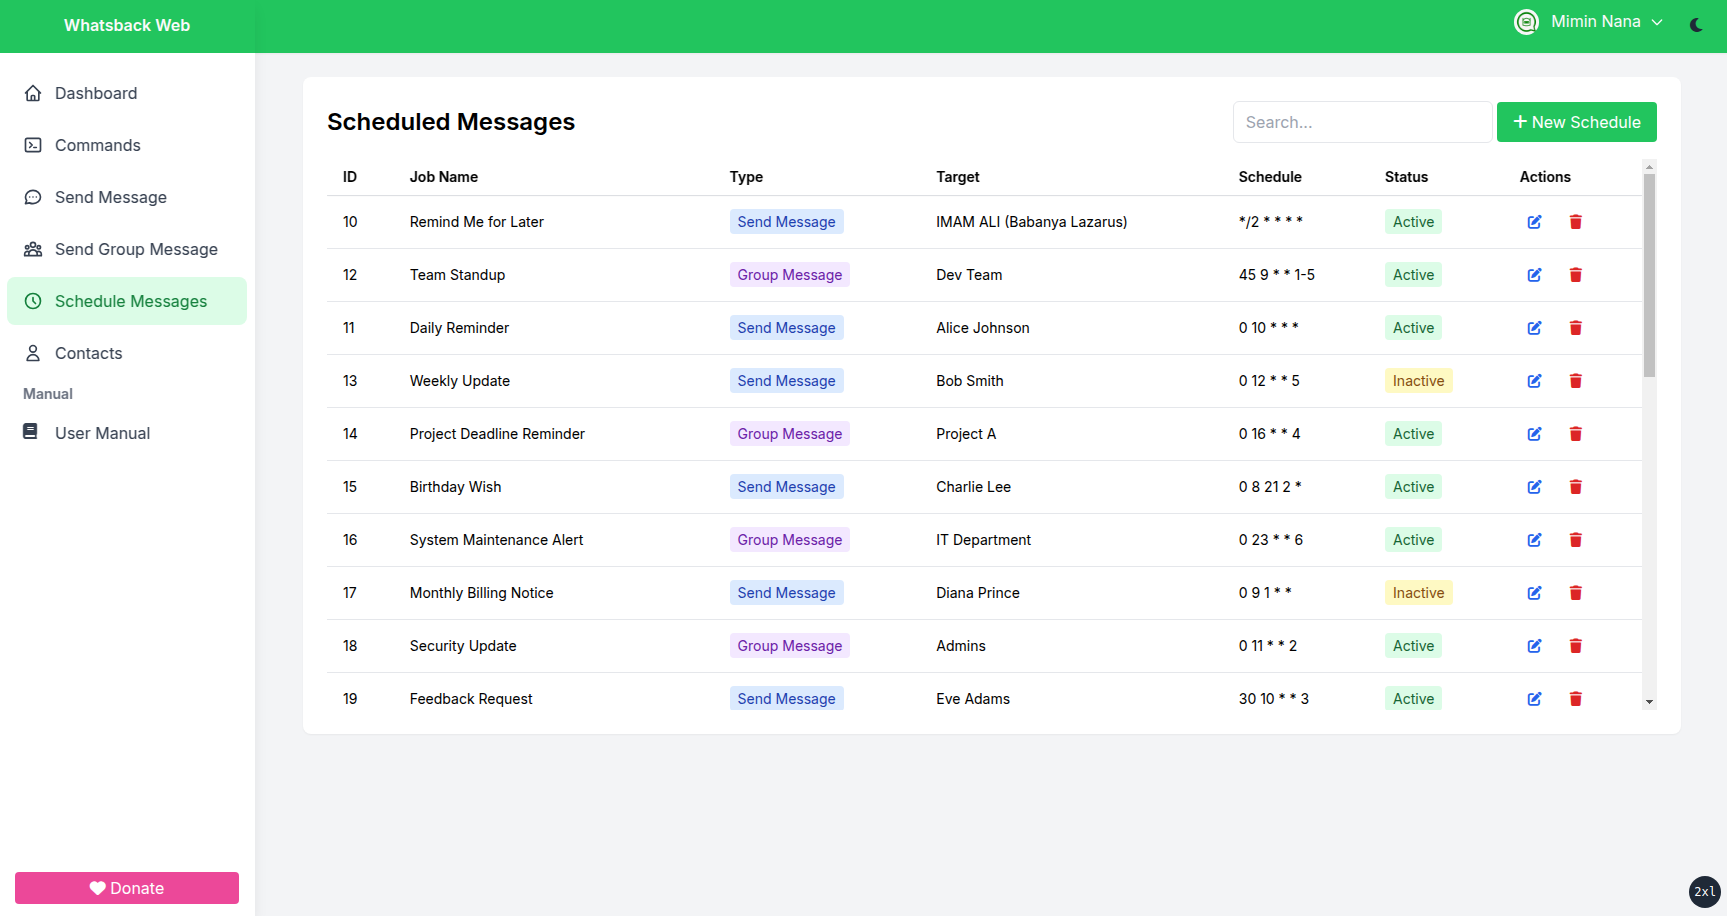 Whatsback Web
Mimin Nana
Dashboard
Commands
Send Message
Send Group Message
Schedule Messages
Contacts
Manual
User Manual
Donate
Scheduled Messages
Search...
New Schedule
ID Job Name Type Target Schedule Status Actions
10 Remind Me for Later Send Message IMAM ALI (Babanya Lazarus) */2 * * * * Active
12 Team Standup Group Message Dev Team 45 9 * * 1-5 Active
11 Daily Reminder Send Message Alice Johnson 0 10 * * * Active
13 Weekly Update Send Message Bob Smith 0 12 * * 5 Inactive
14 Project Deadline Reminder Group Message Project A 0 16 * * 4 Active
15 Birthday Wish Send Message Charlie Lee 0 8 21 2 * Active
16 System Maintenance Alert Group Message IT Department 0 23 * * 6 Active
17 Monthly Billing Notice Send Message Diana Prince 0 9 1 * * Inactive
18 Security Update Group Message Admins 0 11 * * 2 Active
19 Feedback Request Send Message Eve Adams 30 10 * * 3 Active
2xl